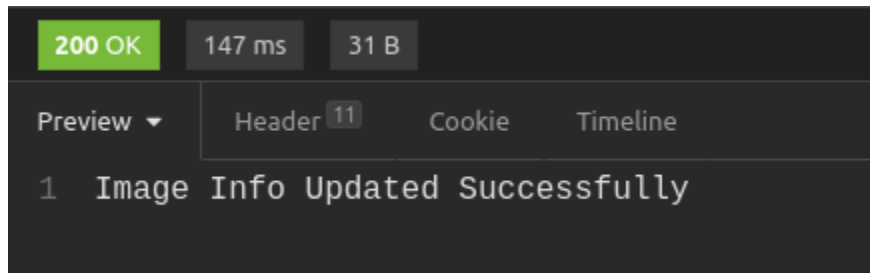 200 OK 147 ms 31 B
Preview Header 11 Cookie Timeline
1 Image Info Updated Successfully